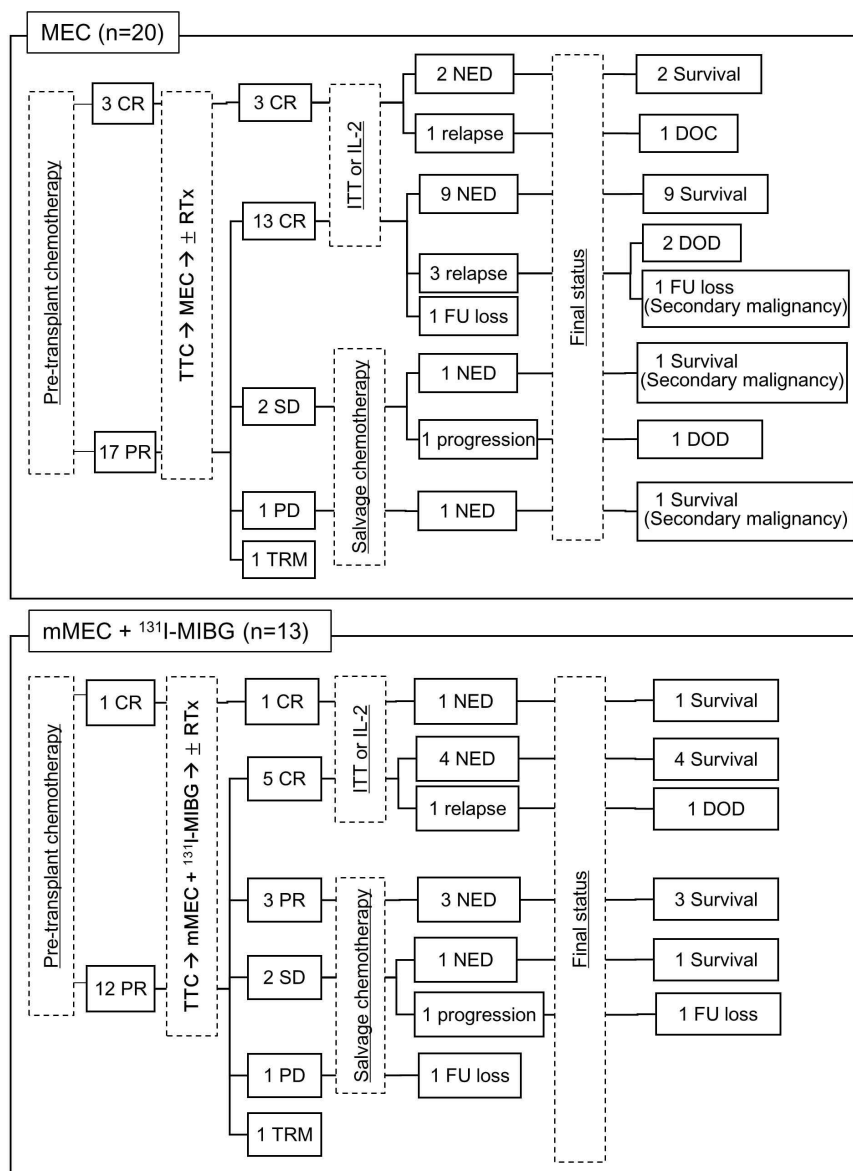 MEC (n=20)
Pre-transplant chemotherapy
3 CR
17 PR
TTC → MEC → ± RTx
3 CR
13 CR
2 SD
1 PD
1 TRM
ITT or IL-2
Salvage chemotherapy
2 NED
1 relapse
9 NED
3 relapse
1 FU loss
1 NED
1 progression
1 NED
Final status
2 Survival
1 DOC
9 Survival
2 DOD
1 FU loss
(Secondary malignancy)
1 Survival
(Secondary malignancy)
1 DOD
1 Survival
(Secondary malignancy)
mMEC + ¹³¹I-MIBG (n=13)
Pre-transplant chemotherapy
1 CR
12 PR
TTC → mMEC + ¹³¹I-MIBG → ± RTx
1 CR
5 CR
3 PR
2 SD
1 PD
1 TRM
ITT or IL-2
Salvage chemotherapy
1 NED
4 NED
1 relapse
3 NED
1 NED
1 progression
1 FU loss
Final status
1 Survival
4 Survival
1 DOD
3 Survival
1 Survival
1 FU loss